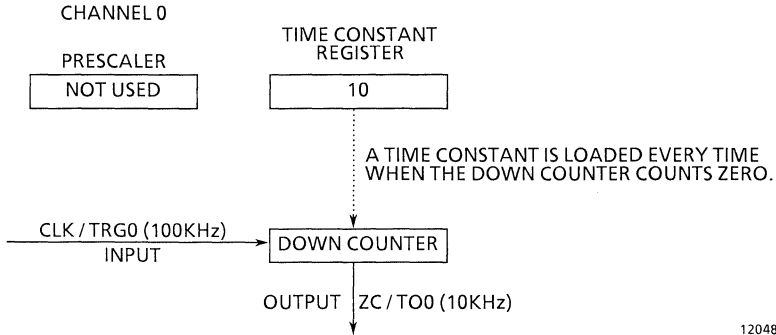 CHANNEL 0
PRESCALER
NOT USED
TIME CONSTANT
REGISTER
10
A TIME CONSTANT IS LOADED EVERY TIME
WHEN THE DOWN COUNTER COUNTS ZERO.
CLK / TRG0 (100KHz)
INPUT
DOWN COUNTER
OUTPUT ZC / TO0 (10KHz)
12048